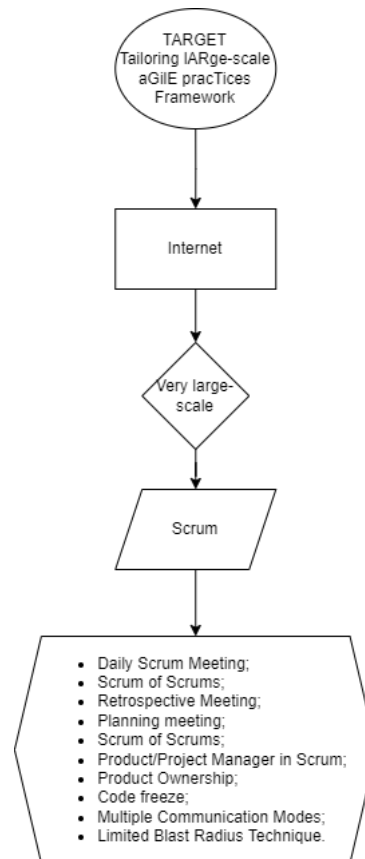 TARGET
Tailoring lARge-scale
aGilE pracTices
Framework
Internet
Very large-
scale
Scrum
• Daily Scrum Meeting;
• Scrum of Scrums;
• Retrospective Meeting;
• Planning meeting;
• Scrum of Scrums;
• Product/Project Manager in Scrum;
• Product Ownership;
• Code freeze;
• Multiple Communication Modes;
• Limited Blast Radius Technique.